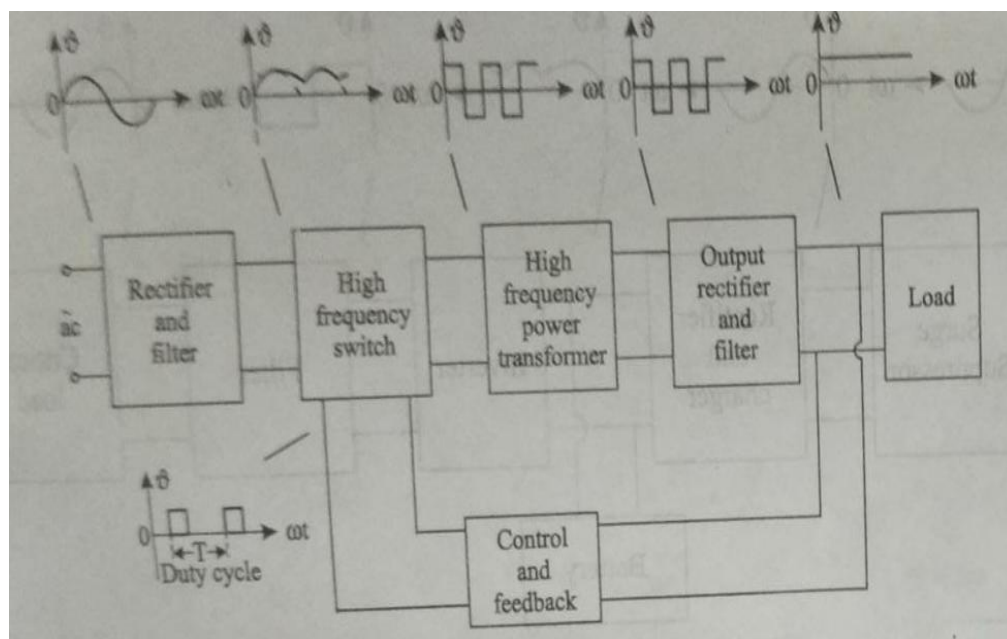 ϑ
ϑ
ϑ
ϑ
ϑ
0
ωt
0
ωt
0
ωt
0
ωt
0
ωt
ac
Rectifier
and
filter
High
frequency
switch
High
frequency
power
transformer
Output
rectifier
and
filter
Load
ϑ
0
ωt
T
Duty cycle
Control
and
feedback